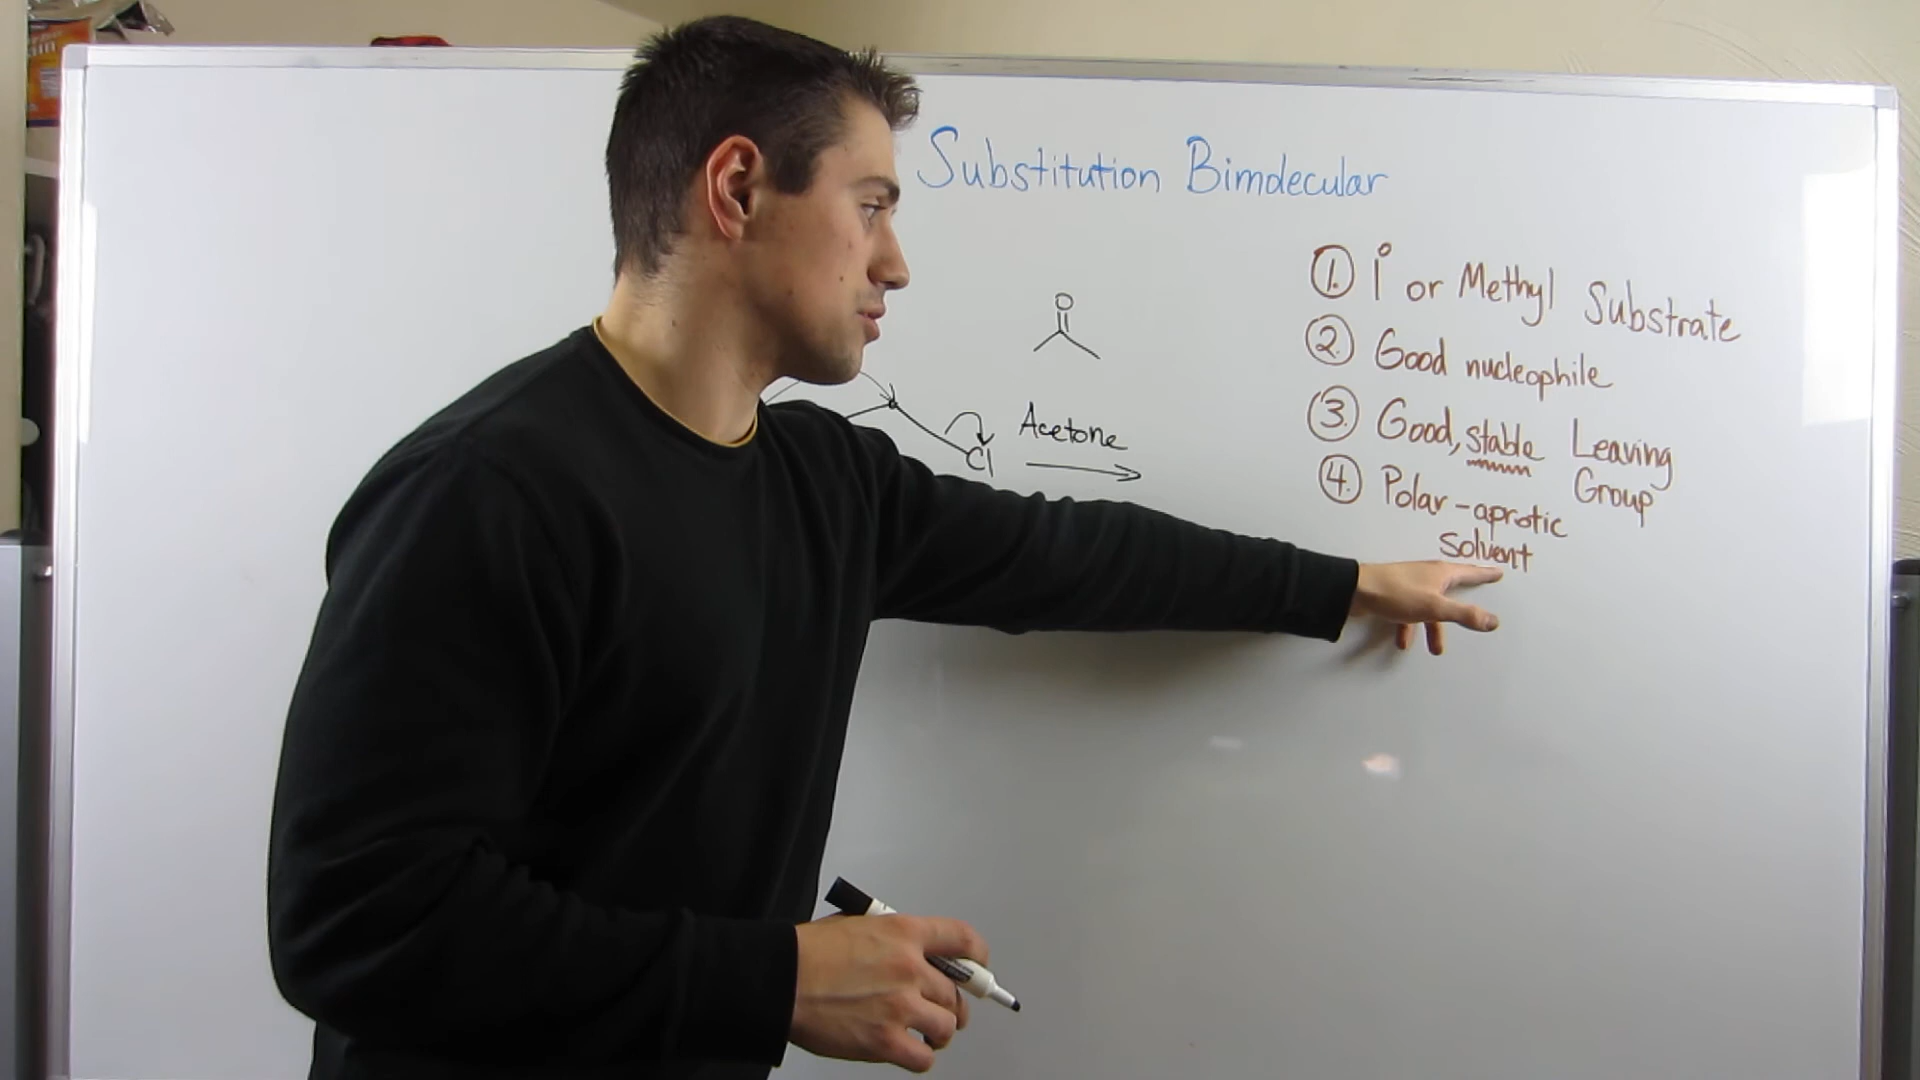 Substitution Bimolecular
1. 1° or Methyl Substrate
2. Good nucleophile
3. Good, stable Leaving
Group
4. Polar-aprotic
Solvent
O
Acetone
Cl